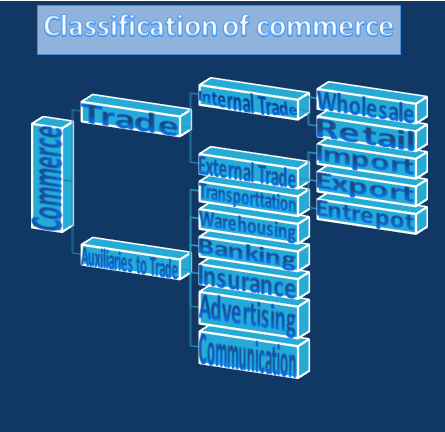 Classification of commerce
Commerce
Trade
Internal Trade
Wholesale
Retail
External Trade
Import
Export
Entrepot
Auxiliaries to Trade
Transporttation
Warehousing
Banking
Insurance
Advertising
Communication